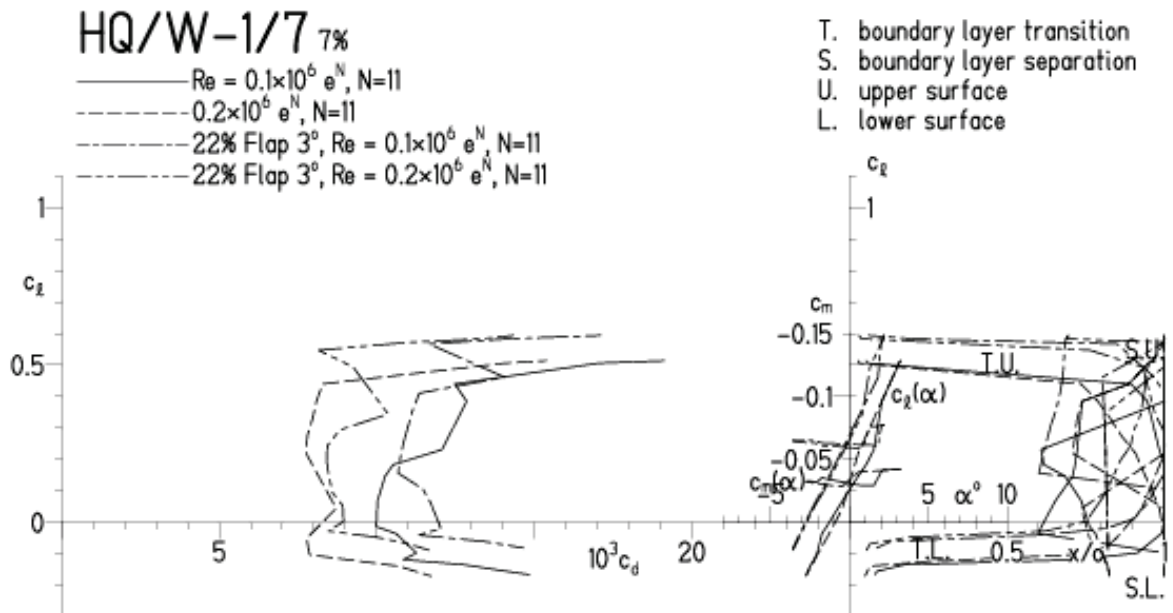 HQ/W-1/7 7%
Re = 0.1×10⁶ eᴺ, N=11
0.2×10⁶ eᴺ, N=11
22% Flap 3°, Re = 0.1×10⁶ eᴺ, N=11
22% Flap 3°, Re = 0.2×10⁶ eᴺ, N=11
T. boundary layer transition
S. boundary layer separation
U. upper surface
L. lower surface
cℓ
1
cℓ
1
cₘ
-0.15
0.5
S.U.
T.U.
-0.1
cℓ(α)
-0.05
cₘ(α)
-5
5 α° 10
0
5
10³c_d
20
T.L.
0.5
1
S.L.